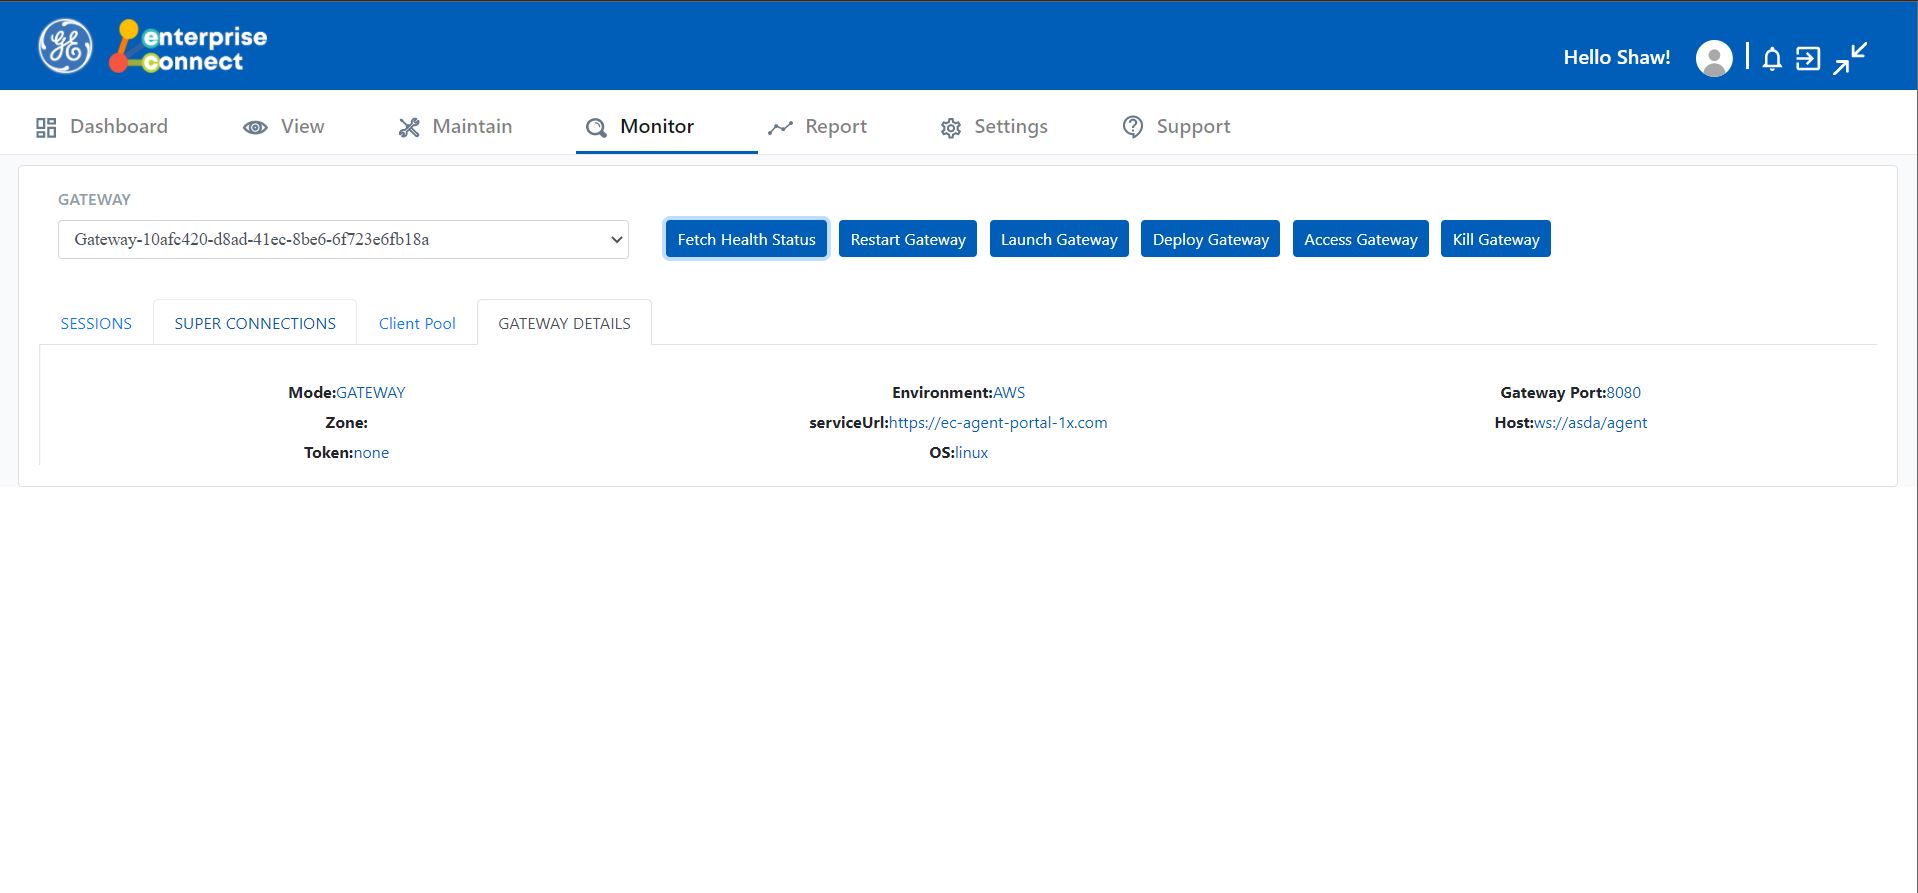 GE enterprise connect
Hello Shaw!
Dashboard View Maintain Monitor Report Settings Support
GATEWAY
Gateway-10afc420-d8ad-41ec-8be6-6f723e6fb18a Fetch Health Status Restart Gateway Launch Gateway Deploy Gateway Access Gateway Kill Gateway
SESSIONS SUPER CONNECTIONS Client Pool GATEWAY DETAILS
Mode:GATEWAY Environment:AWS Gateway Port:8080
Zone: serviceUrl:https://ec-agent-portal-1x.com Host:ws://asda/agent
Token:none OS:linux